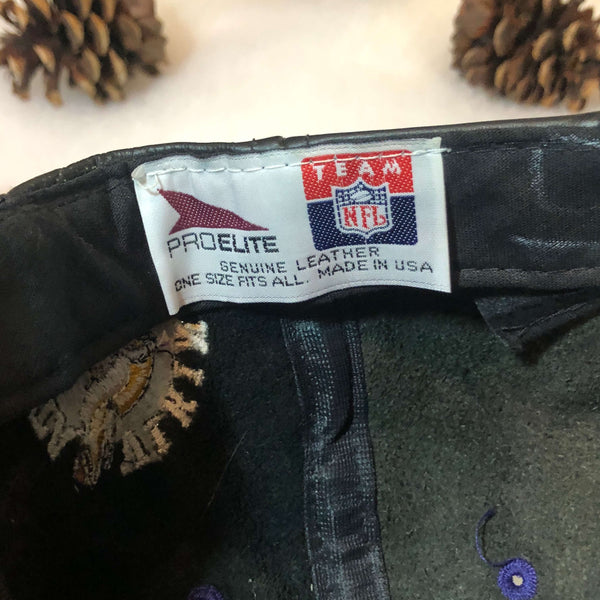 TEAM
NFL
PROELITE
GENUINE LEATHER
ONE SIZE FITS ALL. MADE IN USA